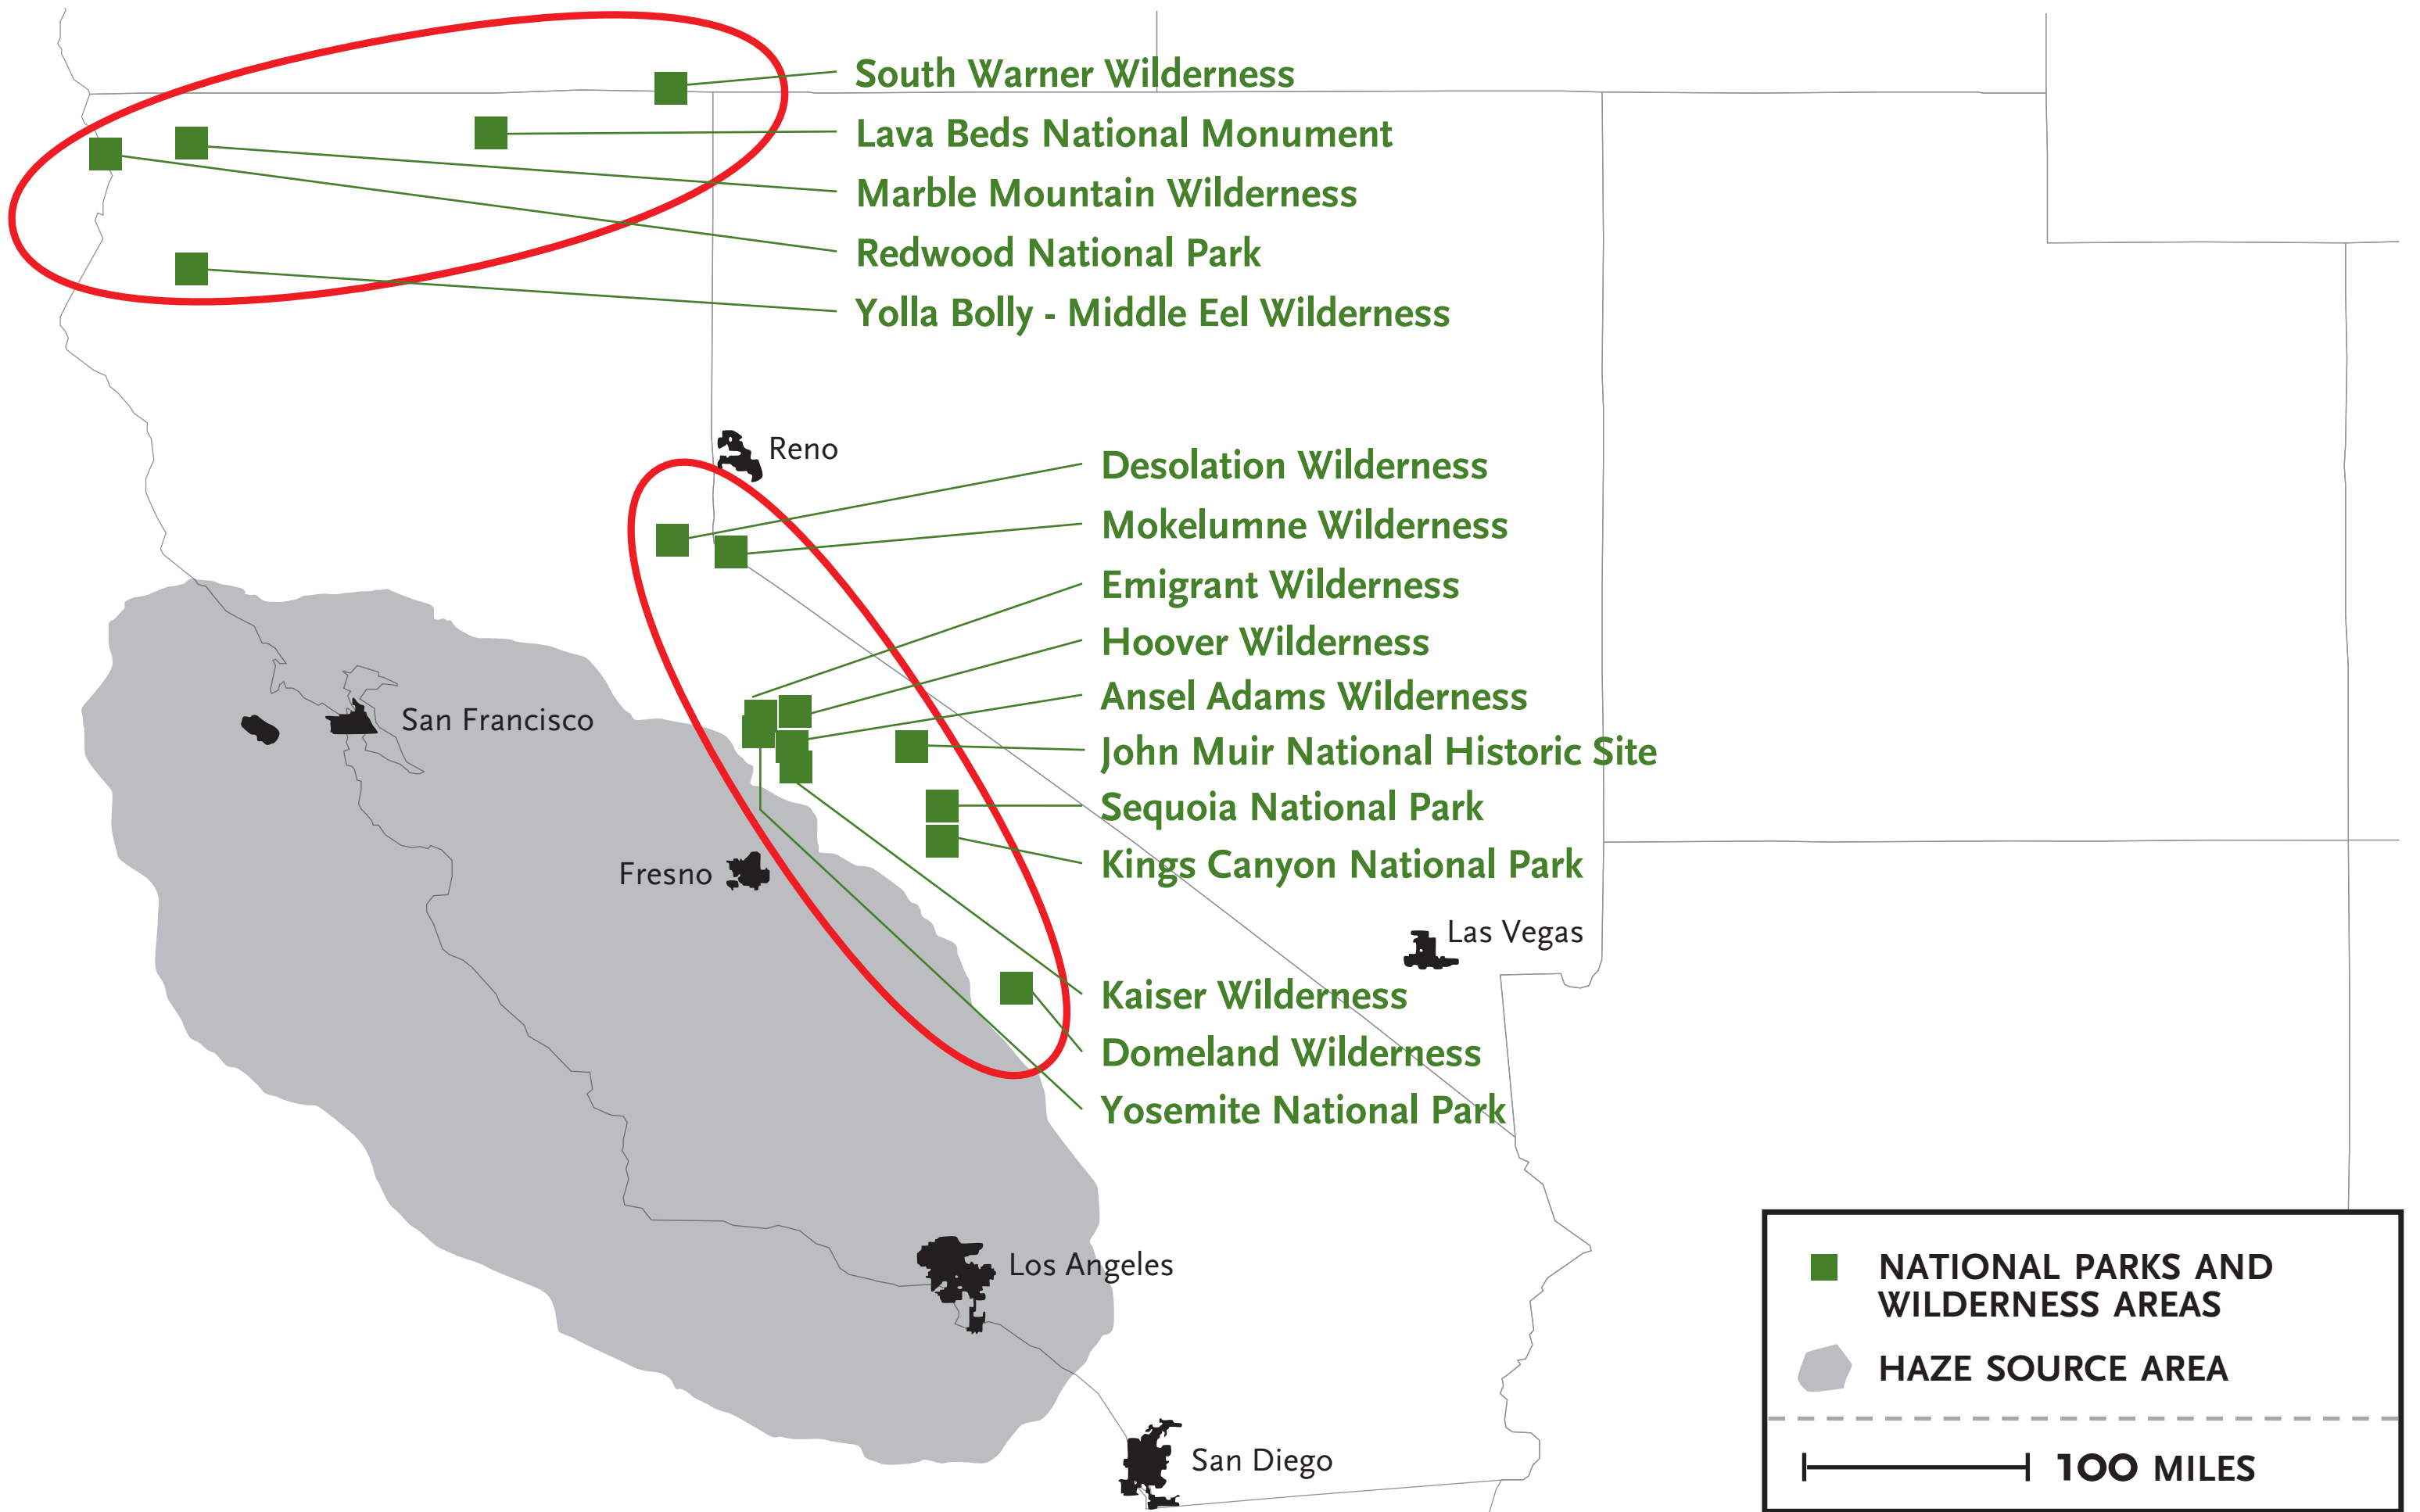 South Warner Wilderness
Lava Beds National Monument
Marble Mountain Wilderness
Redwood National Park
Yolla Bolly - Middle Eel Wilderness
Reno
Desolation Wilderness
Mokelumne Wilderness
Emigrant Wilderness
Hoover Wilderness
Ansel Adams Wilderness
San Francisco
John Muir National Historic Site
Sequoia National Park
Kings Canyon National Park
Fresno
Las Vegas
Kaiser Wilderness
Domeland Wilderness
Yosemite National Park
Los Angeles
San Diego
NATIONAL PARKS AND
WILDERNESS AREAS
HAZE SOURCE AREA
100 MILES